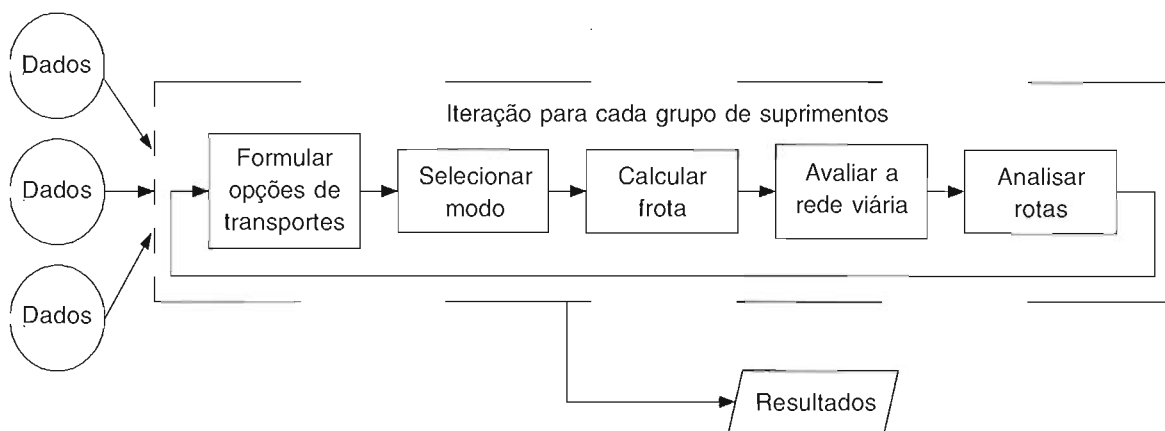 Dados
Dados
Dados
Iteração para cada grupo de suprimentos
Formular
opções de
transportes
Selecionar
modo
Calcular
frota
Avaliar a
rede viária
Analisar
rotas
Resultados